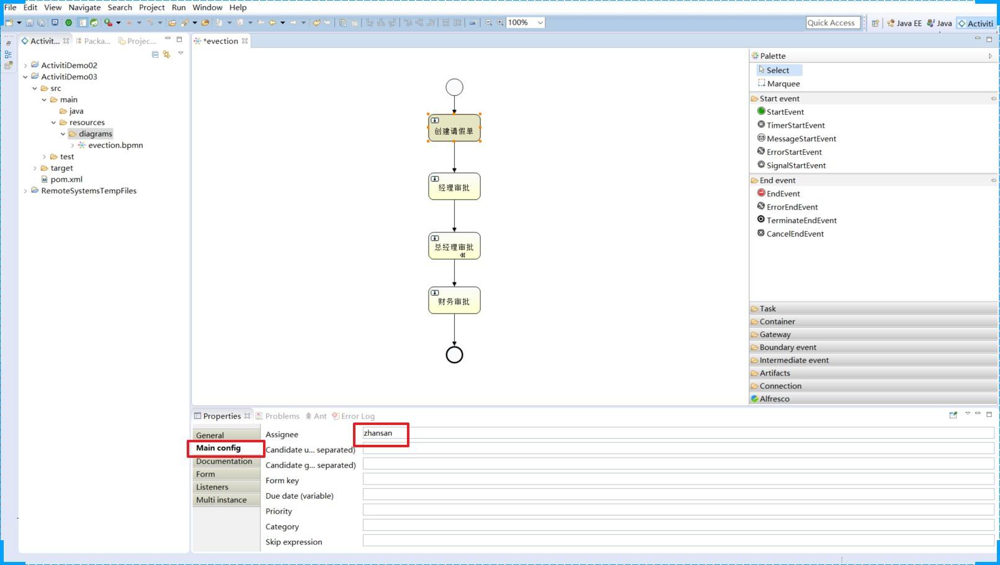 File Edit View Navigate Search Project Run Window Help
100%
Quick Access
Java EE
Java
Activiti
Activit...
Packa...
Projec...
*evection
ActivitiDemo02
ActivitiDemo03
src
main
java
resources
diagrams
evection.bpmn
test
target
pom.xml
RemoteSystemsTempFiles
创建请假单
经理审批
总经理审批
财务审批
Palette
Select
Marquee
Start event
StartEvent
TimerStartEvent
MessageStartEvent
ErrorStartEvent
SignalStartEvent
End event
EndEvent
ErrorEndEvent
TerminateEndEvent
CancelEndEvent
Task
Container
Gateway
Boundary event
Intermediate event
Artifacts
Connection
Alfresco
Properties
Problems
Ant
Error Log
General
Main config
Documentation
Form
Listeners
Multi instance
Assignee
zhansan
Candidate u... separated)
Candidate g... separated)
Form key
Due date (variable)
Priority
Category
Skip expression